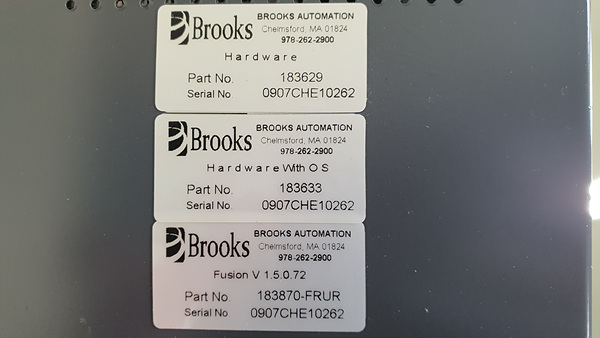 Brooks
BROOKS AUTOMATION
Chelmsford, MA 01824
978-262-2900
Hardware
Part No. 183629
Serial No. 0907CHE10262
Brooks
BROOKS AUTOMATION
Chelmsford, MA 01824
978-262-2900
Hardware With OS
Part No. 183633
Serial No. 0907CHE10262
Brooks
BROOKS AUTOMATION
Chelmsford, MA 01824
978-262-2900
Fusion V 1.5.0.72
Part No. 183870-FRUR
Serial No. 0907CHE10262